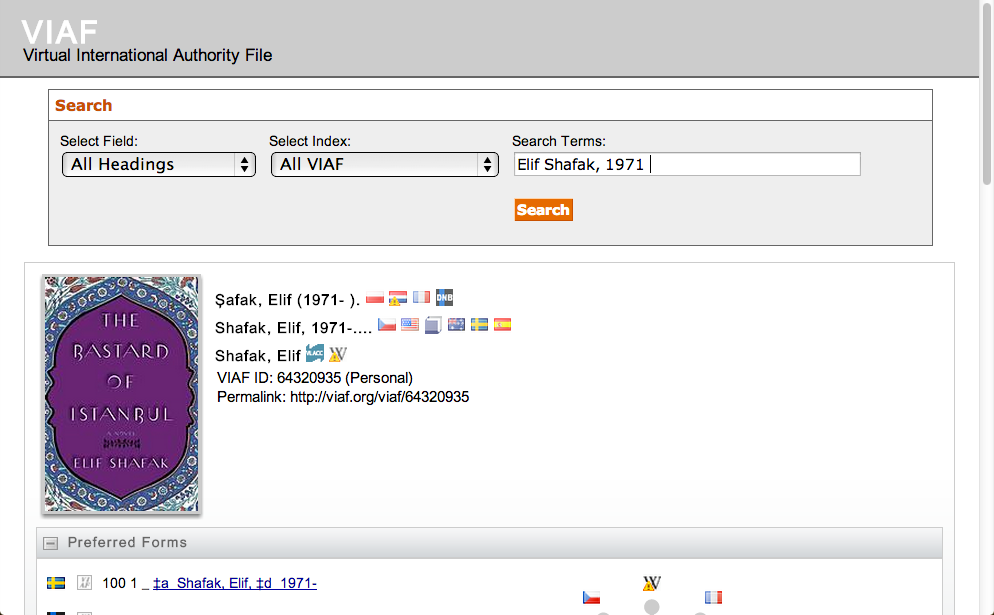 VIAF
Virtual International Authority File
Search
Select Field: Select Index: Search Terms:
All Headings All VIAF Elif Shafak, 1971
Search
THE
BASTARD
OF
ISTANBUL
A NOVEL
ELIF SHAFAK
Şafak, Elif (1971- ). DNB
Shafak, Elif, 1971-....
Shafak, Elif VLACC W
VIAF ID: 64320935 (Personal)
Permalink: http://viaf.org/viaf/64320935
Preferred Forms
100 1 _ ‡a Shafak, Elif, ‡d 1971-
W